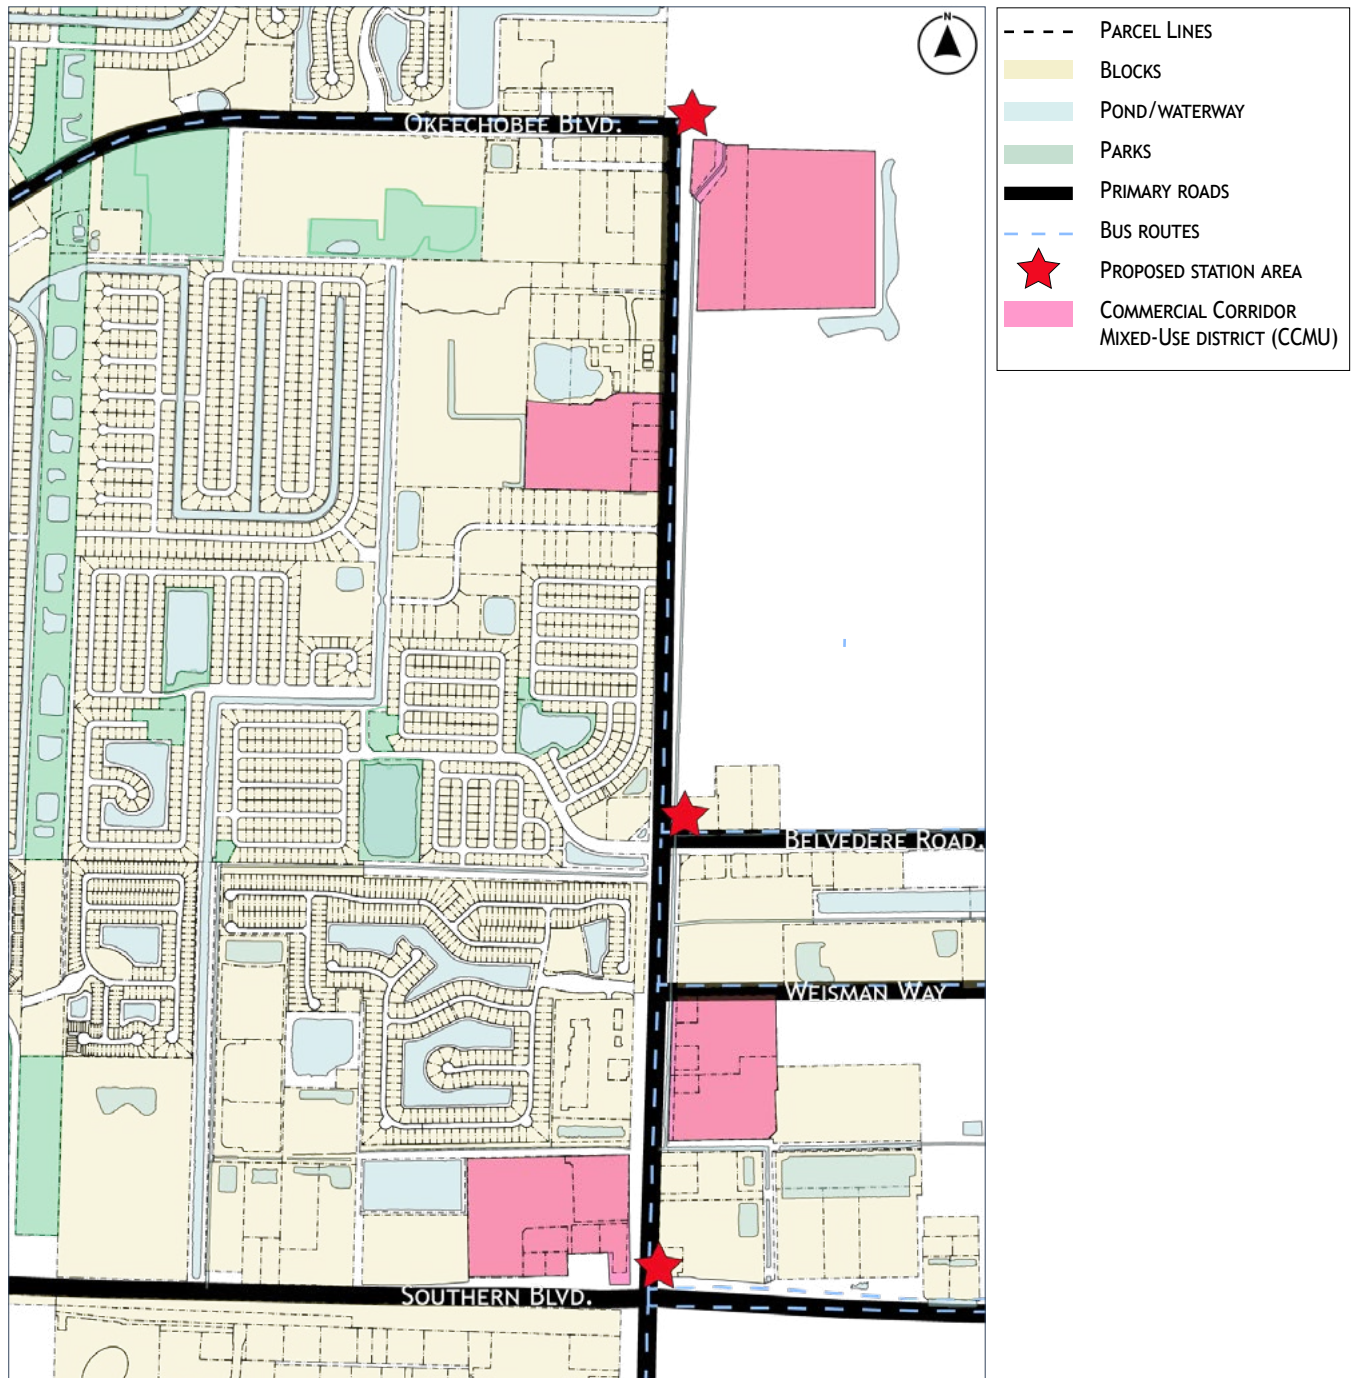 N
OKEECHOBEE BLVD.
BELVEDERE ROAD.
WEISMAN WAY
SOUTHERN BLVD.
PARCEL LINES
BLOCKS
POND/WATERWAY
PARKS
PRIMARY ROADS
BUS ROUTES
PROPOSED STATION AREA
COMMERCIAL CORRIDOR
MIXED-USE DISTRICT (CCMU)